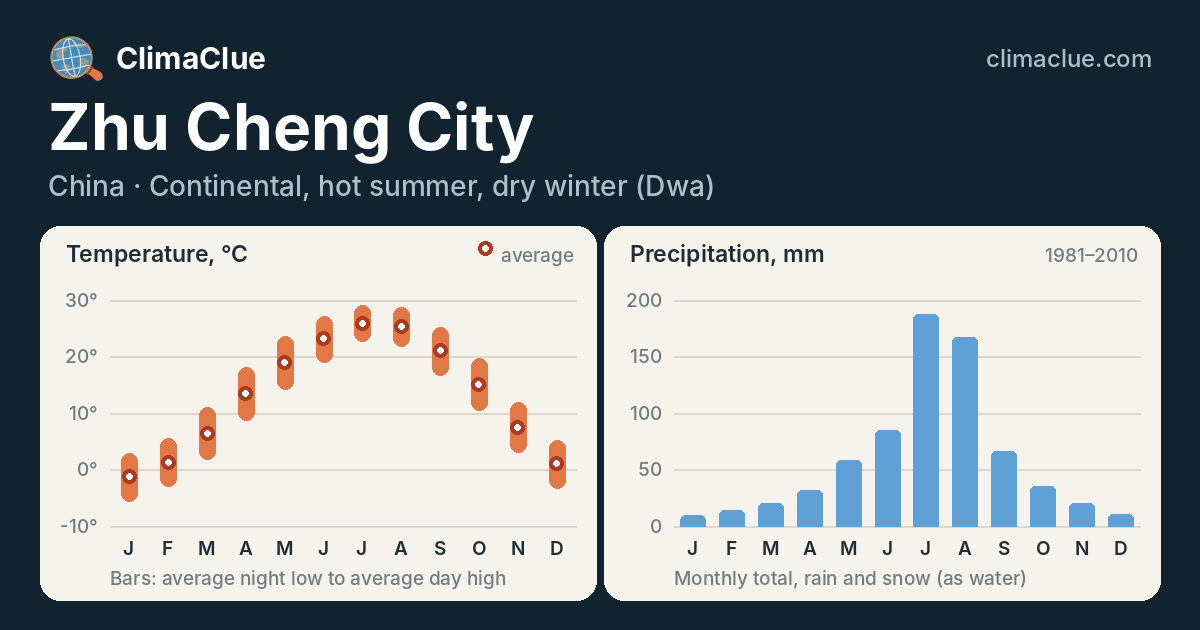 ClimaClue
climaclue.com
Zhu Cheng City
China · Continental, hot summer, dry winter (Dwa)
Temperature, °C
average
30°
20°
10°
0°
-10°
J F M A M J J A S O N D
Bars: average night low to average day high
Precipitation, mm
1981–2010
200
150
100
50
0
J F M A M J J A S O N D
Monthly total, rain and snow (as water)